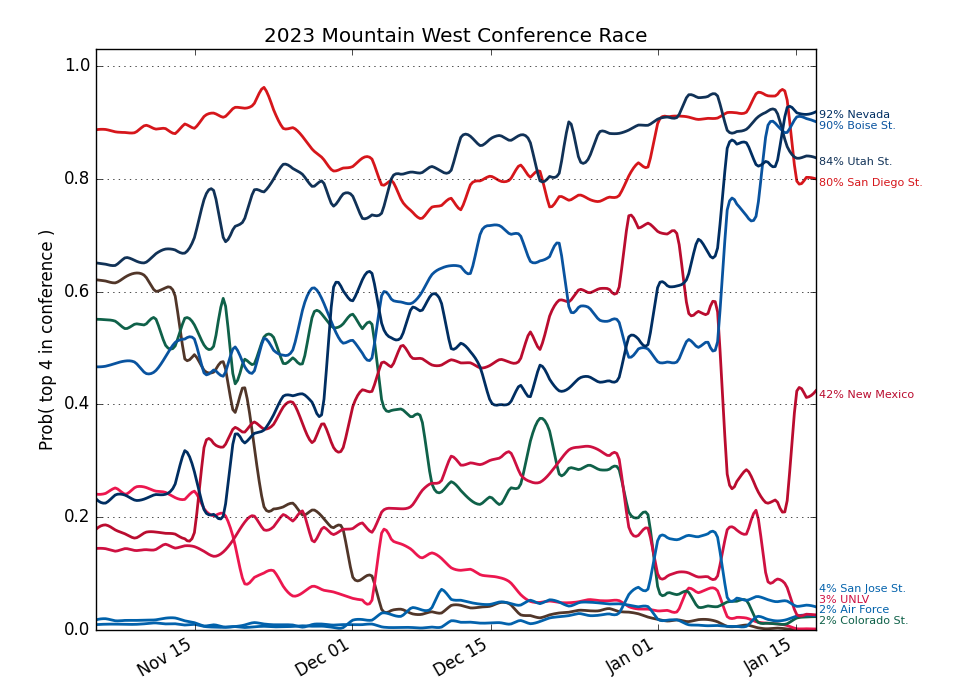 2023 Mountain West Conference Race
Prob( top 4 in conference )
1.0
0.8
0.6
0.4
0.2
0.0
Nov 15
Dec 01
Dec 15
Jan 01
Jan 15
92% Nevada
90% Boise St.
84% Utah St.
80% San Diego St.
42% New Mexico
4% San Jose St.
3% UNLV
2% Air Force
2% Colorado St.